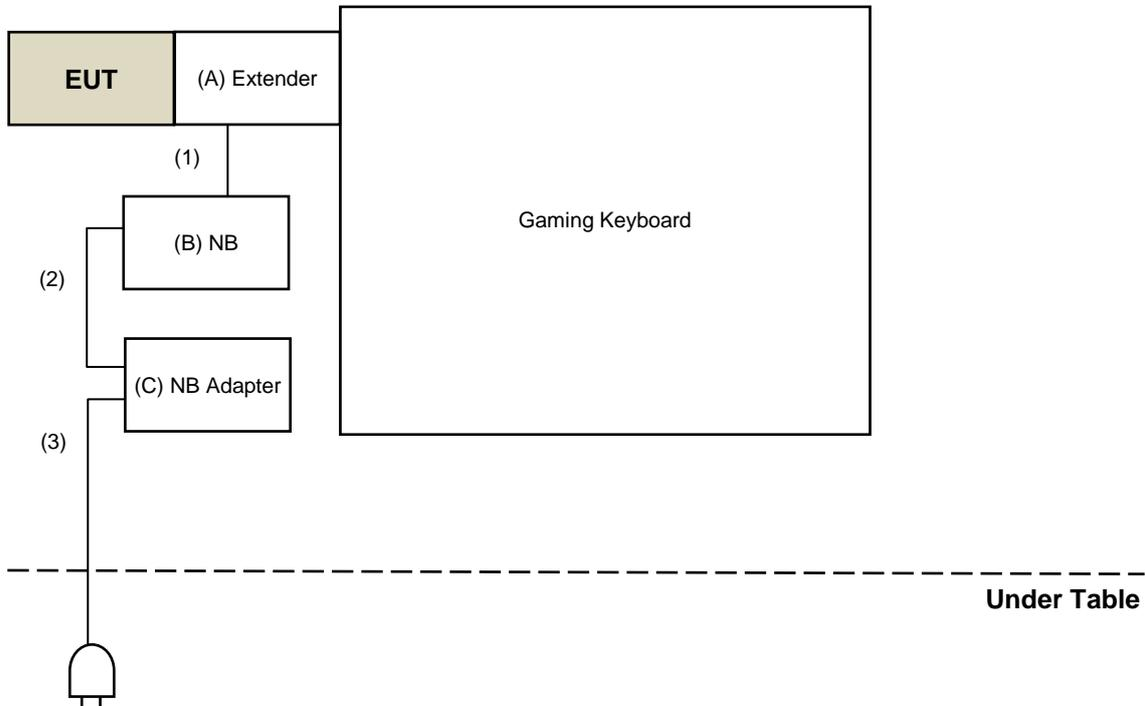 EUT
(A) Extender
(1)
Gaming Keyboard
(B) NB
(2)
(C) NB Adapter
(3)
Under Table